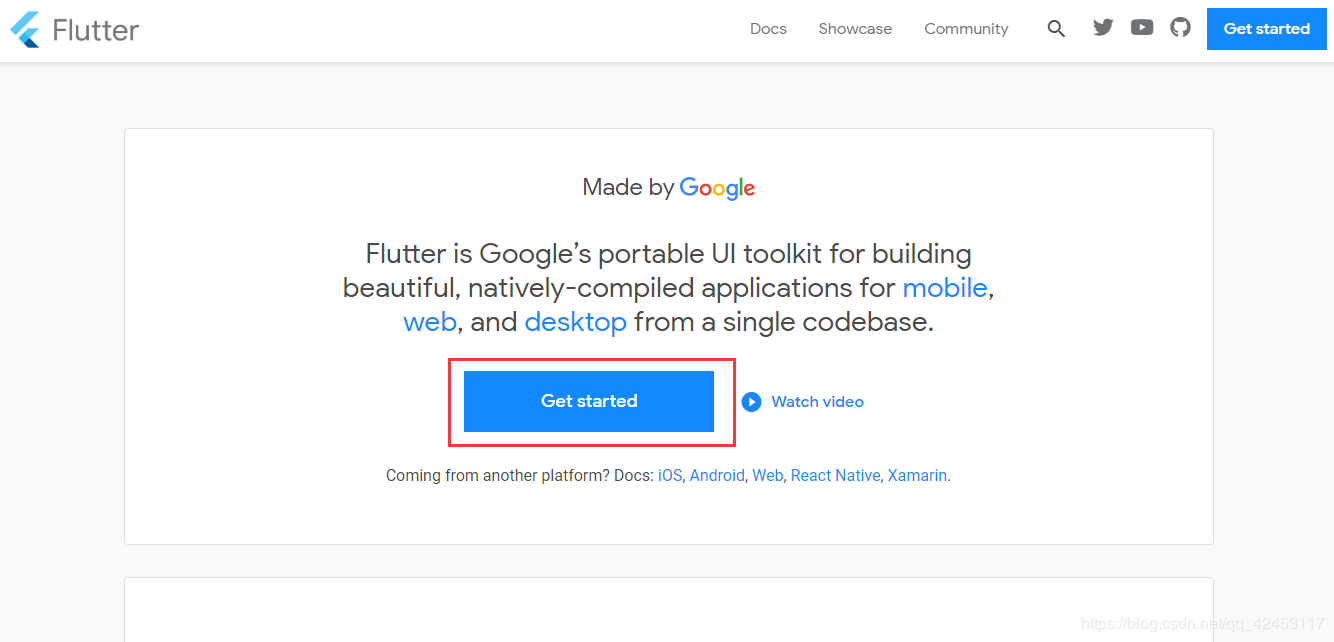 Flutter
Docs Showcase Community Get started
Made by Google
Flutter is Google’s portable UI toolkit for building
beautiful, natively-compiled applications for mobile,
web, and desktop from a single codebase.
Get started Watch video
Coming from another platform? Docs: iOS, Android, Web, React Native, Xamarin.
https://blog.csdn.net/qq_42453117